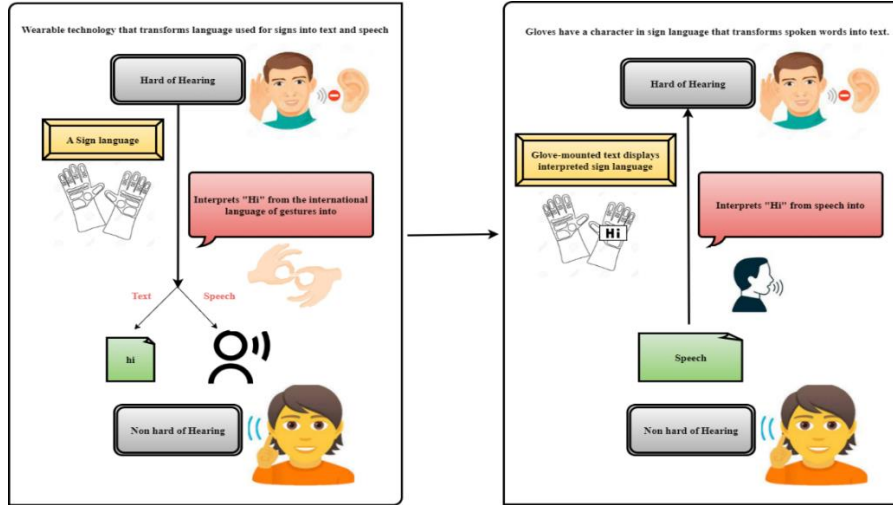 Wearable technology that transforms language used for signs into text and speech
Hard of Hearing
A Sign language
Interprets "Hi" from the international
language of gestures into
Text
Speech
hi
Non hard of Hearing
Gloves have a character in sign language that transforms spoken words into text.
Hard of Hearing
Glove-mounted text displays
interpreted sign language
Hi
Interprets "Hi" from speech into
Speech
Non hard of Hearing